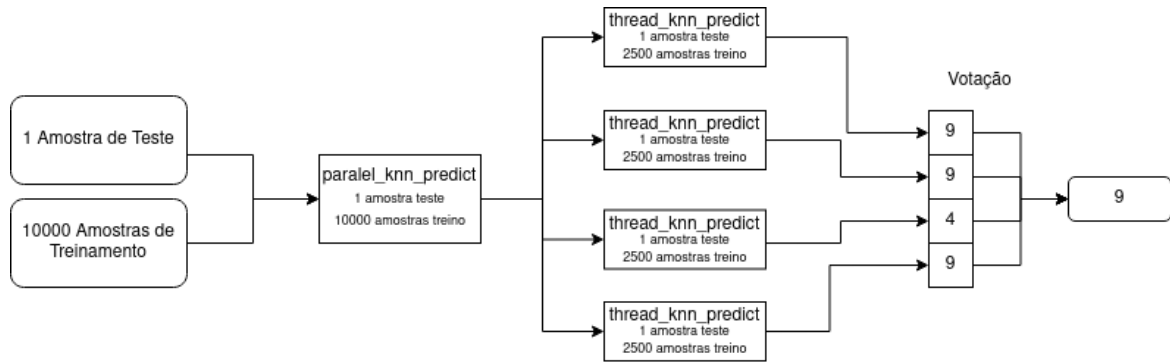 1 Amostra de Teste
10000 Amostras de
Treinamento
paralel_knn_predict
1 amostra teste
10000 amostras treino
thread_knn_predict
1 amostra teste
2500 amostras treino
thread_knn_predict
1 amostra teste
2500 amostras treino
thread_knn_predict
1 amostra teste
2500 amostras treino
thread_knn_predict
1 amostra teste
2500 amostras treino
Votação
9
9
4
9
9